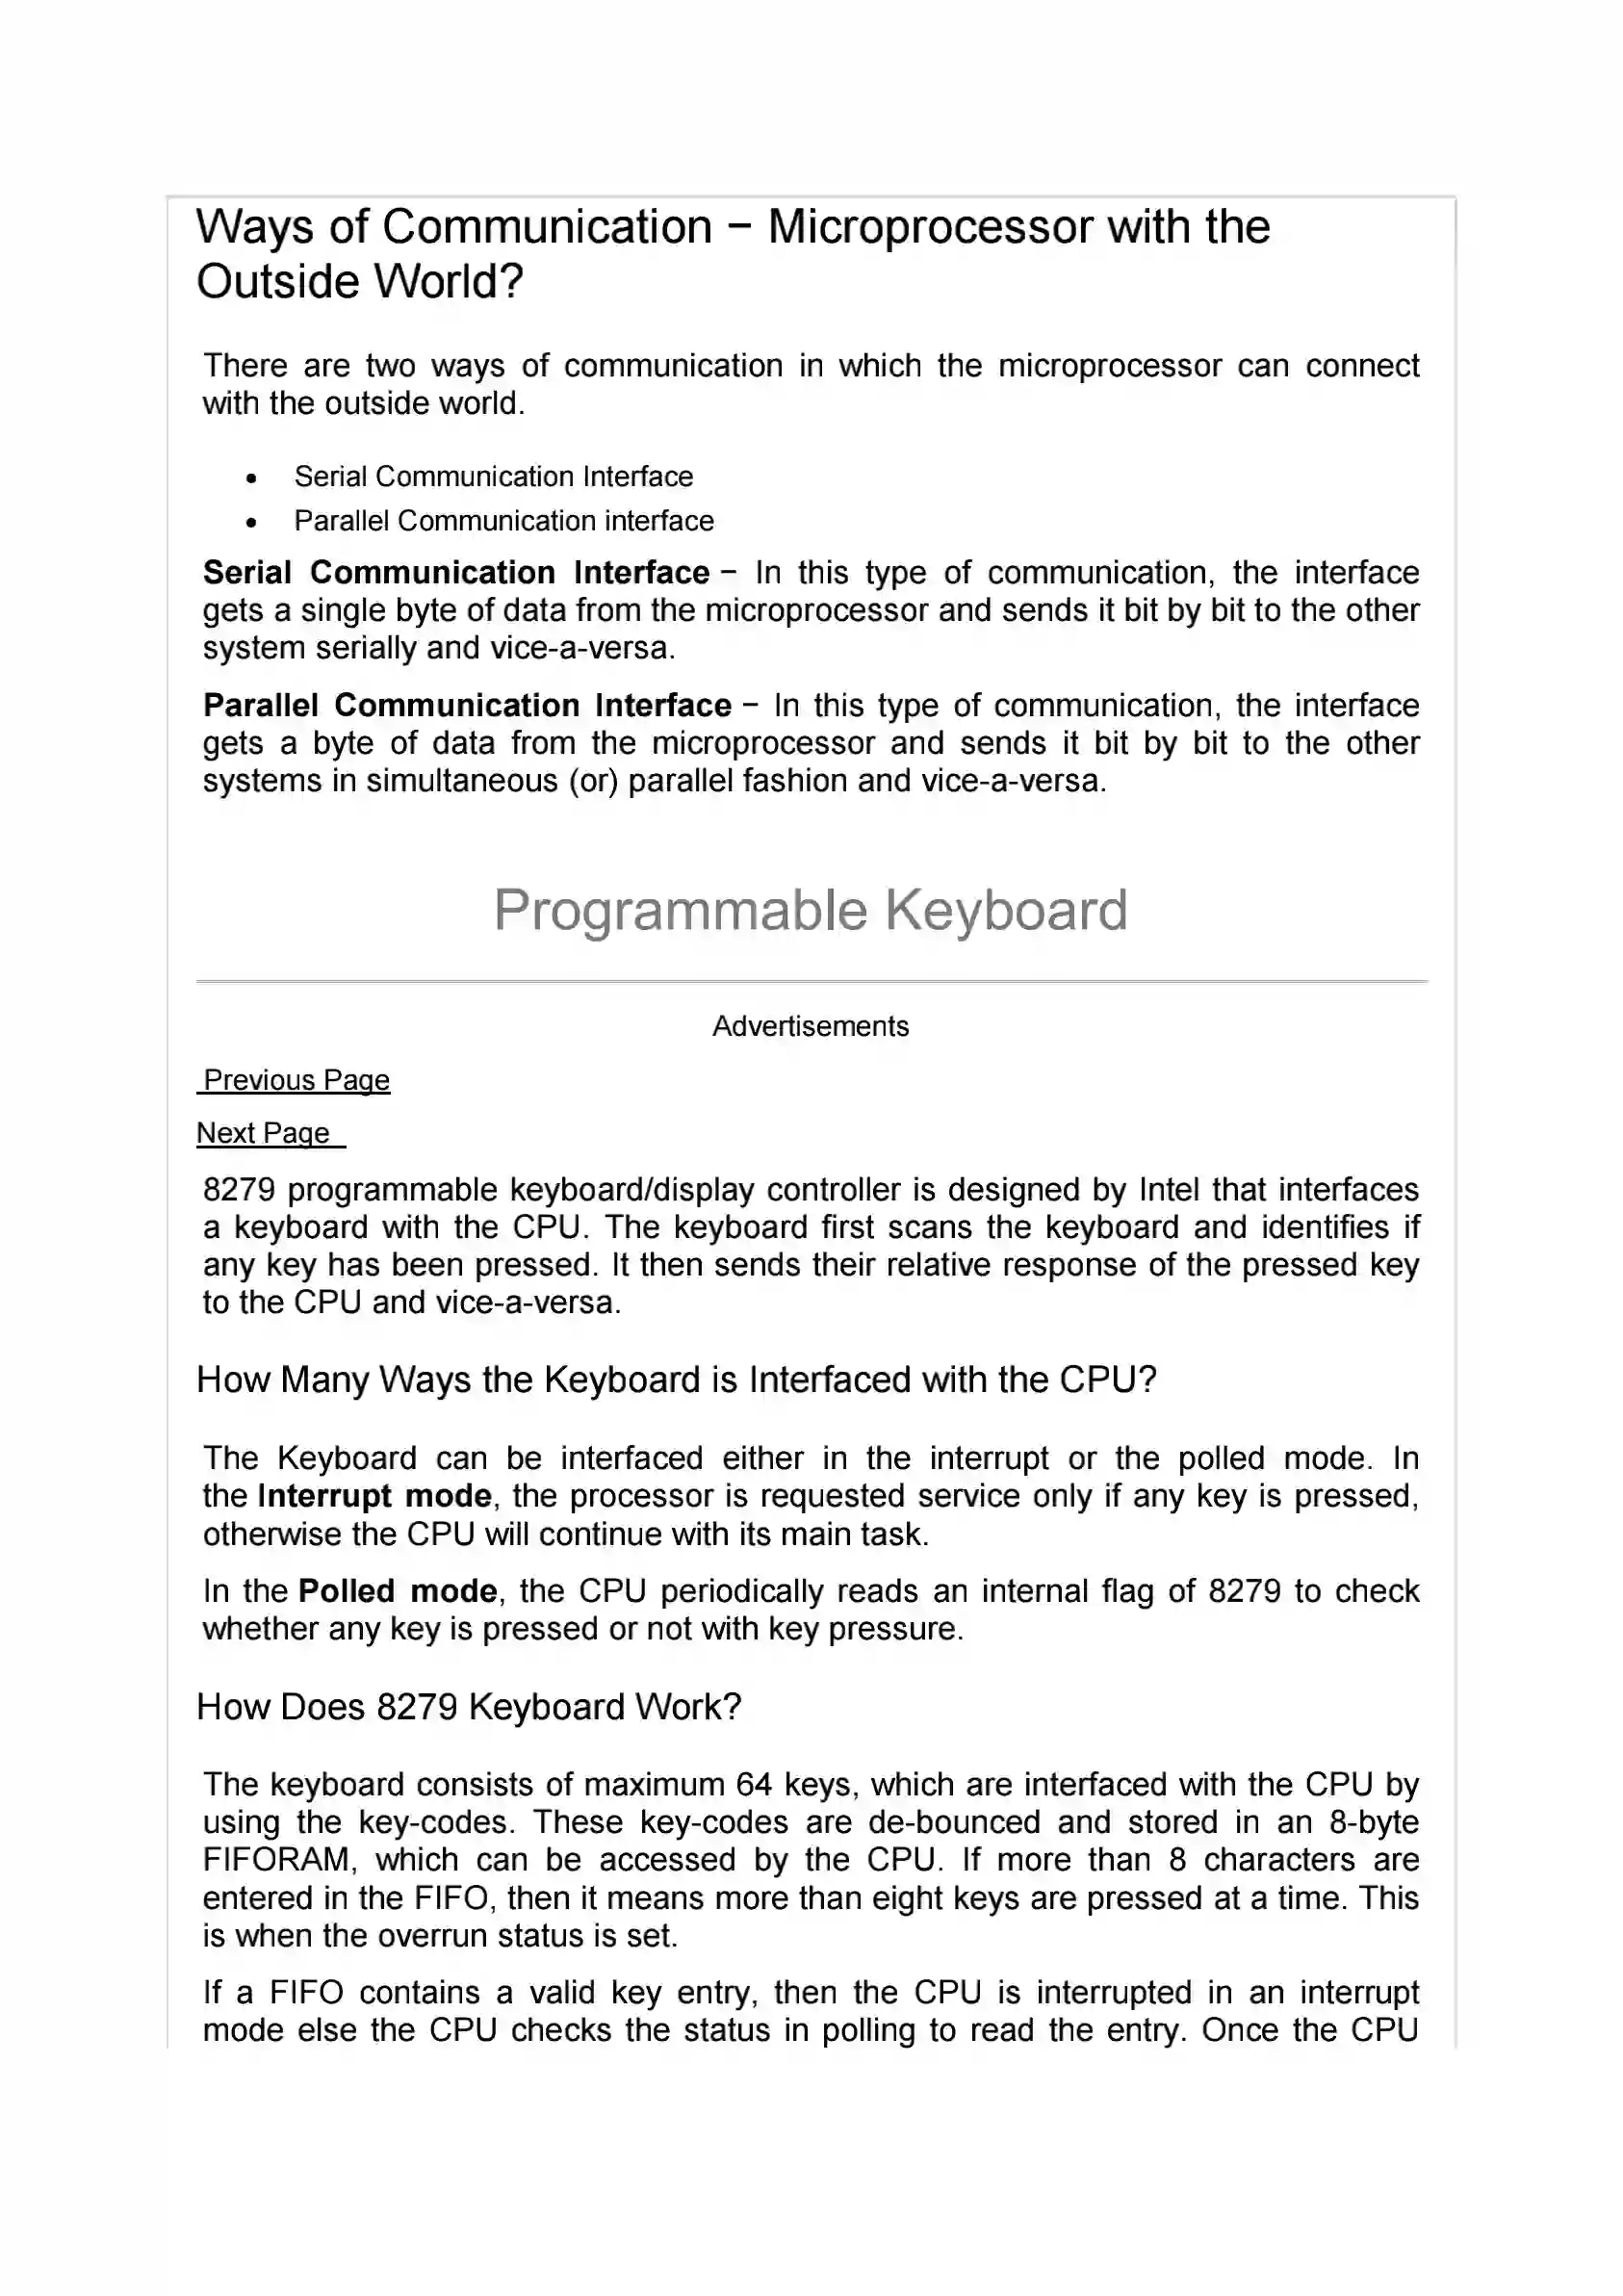 Ways of Communication − Microprocessor with the
Outside World?
There are two ways of communication in which the microprocessor can connect
with the outside world.
• Serial Communication Interface
• Parallel Communication interface
Serial Communication Interface − In this type of communication, the interface
gets a single byte of data from the microprocessor and sends it bit by bit to the other
system serially and vice-a-versa.
Parallel Communication Interface − In this type of communication, the interface
gets a byte of data from the microprocessor and sends it bit by bit to the other
systems in simultaneous (or) parallel fashion and vice-a-versa.
Programmable Keyboard
Advertisements
Previous Page
Next Page
8279 programmable keyboard/display controller is designed by Intel that interfaces
a keyboard with the CPU. The keyboard first scans the keyboard and identifies if
any key has been pressed. It then sends their relative response of the pressed key
to the CPU and vice-a-versa.
How Many Ways the Keyboard is Interfaced with the CPU?
The Keyboard can be interfaced either in the interrupt or the polled mode. In
the Interrupt mode, the processor is requested service only if any key is pressed,
otherwise the CPU will continue with its main task.
In the Polled mode, the CPU periodically reads an internal flag of 8279 to check
whether any key is pressed or not with key pressure.
How Does 8279 Keyboard Work?
The keyboard consists of maximum 64 keys, which are interfaced with the CPU by
using the key-codes. These key-codes are de-bounced and stored in an 8-byte
FIFORAM, which can be accessed by the CPU. If more than 8 characters are
entered in the FIFO, then it means more than eight keys are pressed at a time. This
is when the overrun status is set.
If a FIFO contains a valid key entry, then the CPU is interrupted in an interrupt
mode else the CPU checks the status in polling to read the entry. Once the CPU